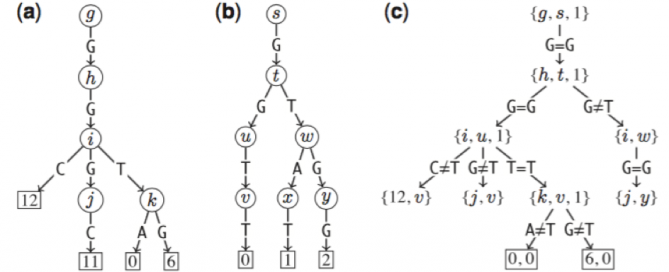 (a)
g
G
h
G
i
C G T
12 j k
C A G
11 0 6
(b)
s
G
t
G T
u w
T A G
v x y
T T G
0 1 2
(c)
{g, s, 1}
G=G
{h, t, 1}
G=G G≠T
{i, u, 1} {i, w}
C≠T G≠T T=T G=G
{12, v} {j, v} {k, v, 1} {j, y}
A≠T G≠T
0, 0 6, 0